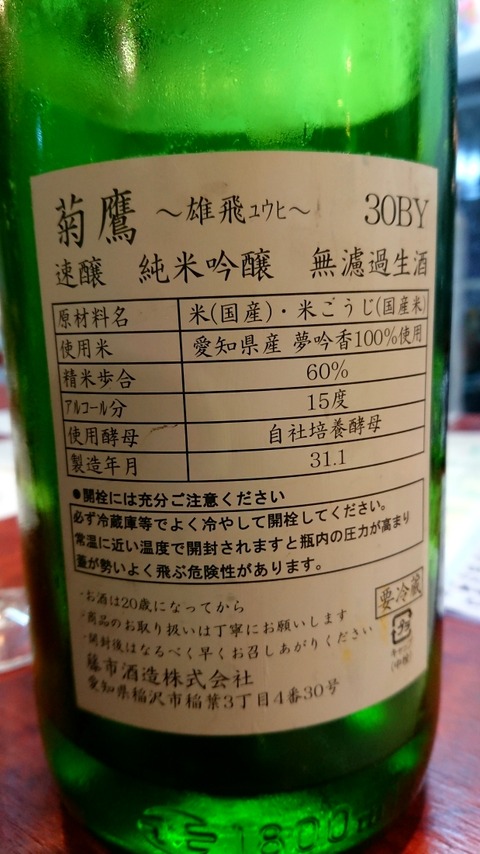 菊鷹 ～雄飛ユウヒ～ 30BY
速醸 純米吟醸 無濾過生酒
原材料名 米(国産)・米こうじ(国産米)
使用米 愛知県産 夢吟香100%使用
精米歩合 60%
アルコール分 15度
使用酵母 自社培養酵母
製造年月 31.1
●開栓には充分ご注意ください
必ず冷蔵庫等でよく冷やして開栓してください。
常温に近い温度で開封されますと瓶内の圧力が高まり
蓋が勢いよく飛ぶ危険性があります。
要冷蔵
・お酒は20歳になってから
・商品のお取り扱いは丁寧にお願いします
・開封後はなるべく早くお召しあがりください
プラ
キャップ
(中栓)
藤市酒造株式会社
愛知県稲沢市稲葉3丁目4番30号
1800